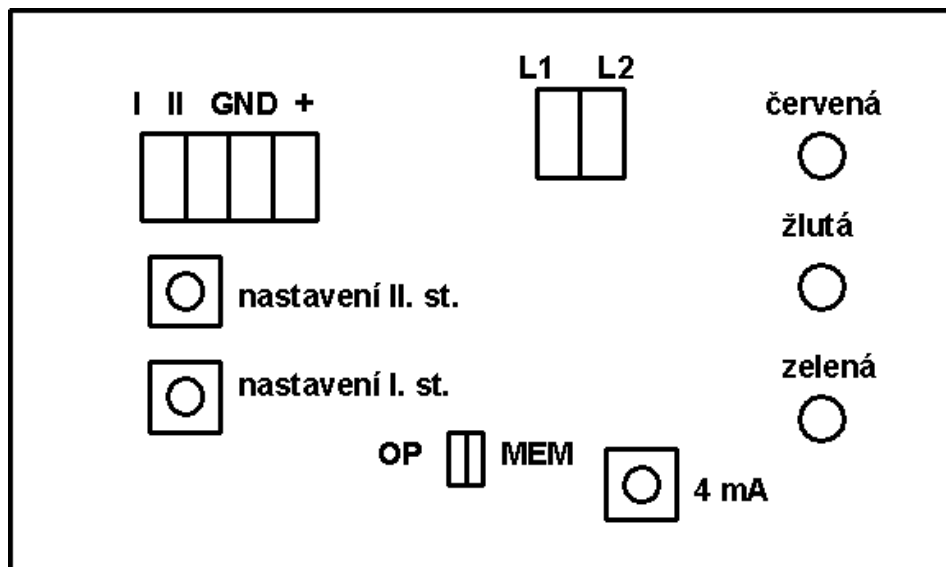 L1 L2
I II GND +
červená
žlutá
nastavení II. st.
zelená
nastavení I. st.
OP MEM
4 mA